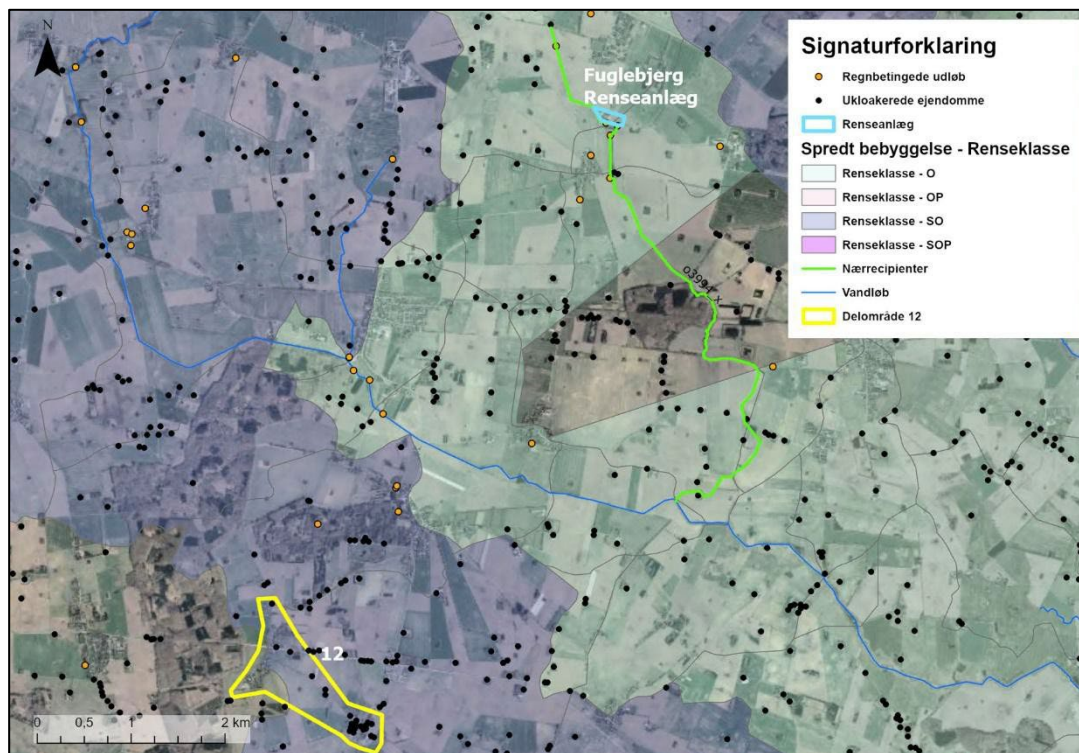 N
Fuglebjerg
Renseanlæg
Signaturforklaring
Regnbetingede udløb
Ukloakerede ejendomme
Renseanlæg
Spredt bebyggelse - Renseklasse
Renseklasse - O
Renseklasse - OP
Renseklasse - SO
Renseklasse - SOP
Nærrecipienter
Vandløb
Delområde 12
12
0 0,5 1 2 km